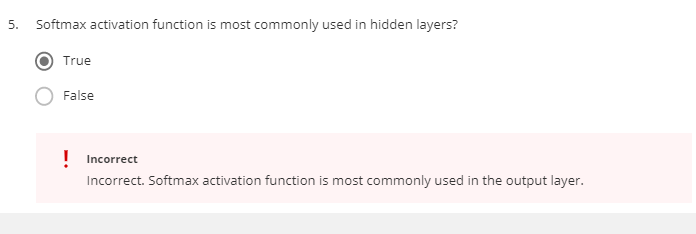 5. Softmax activation function is most commonly used in hidden layers?
True
False
! Incorrect
Incorrect. Softmax activation function is most commonly used in the output layer.